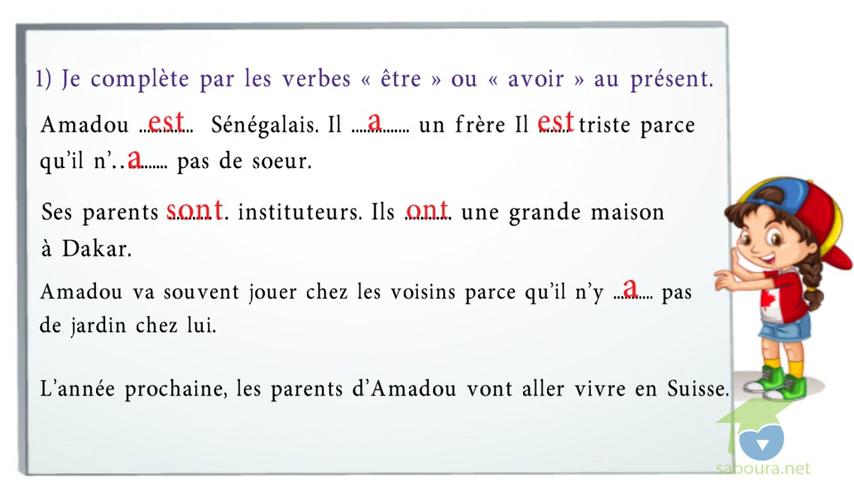 1) Je complète par les verbes « être » ou « avoir » au présent.
Amadou ...est... Sénégalais. Il ...a... un frère Il ..est.. triste parce
qu'il n'...a... pas de soeur.
Ses parents ..sont... instituteurs. Ils ...ont... une grande maison
à Dakar.
Amadou va souvent jouer chez les voisins parce qu'il n'y ...a... pas
de jardin chez lui.
L'année prochaine, les parents d'Amadou vont aller vivre en Suisse.
saboura.net